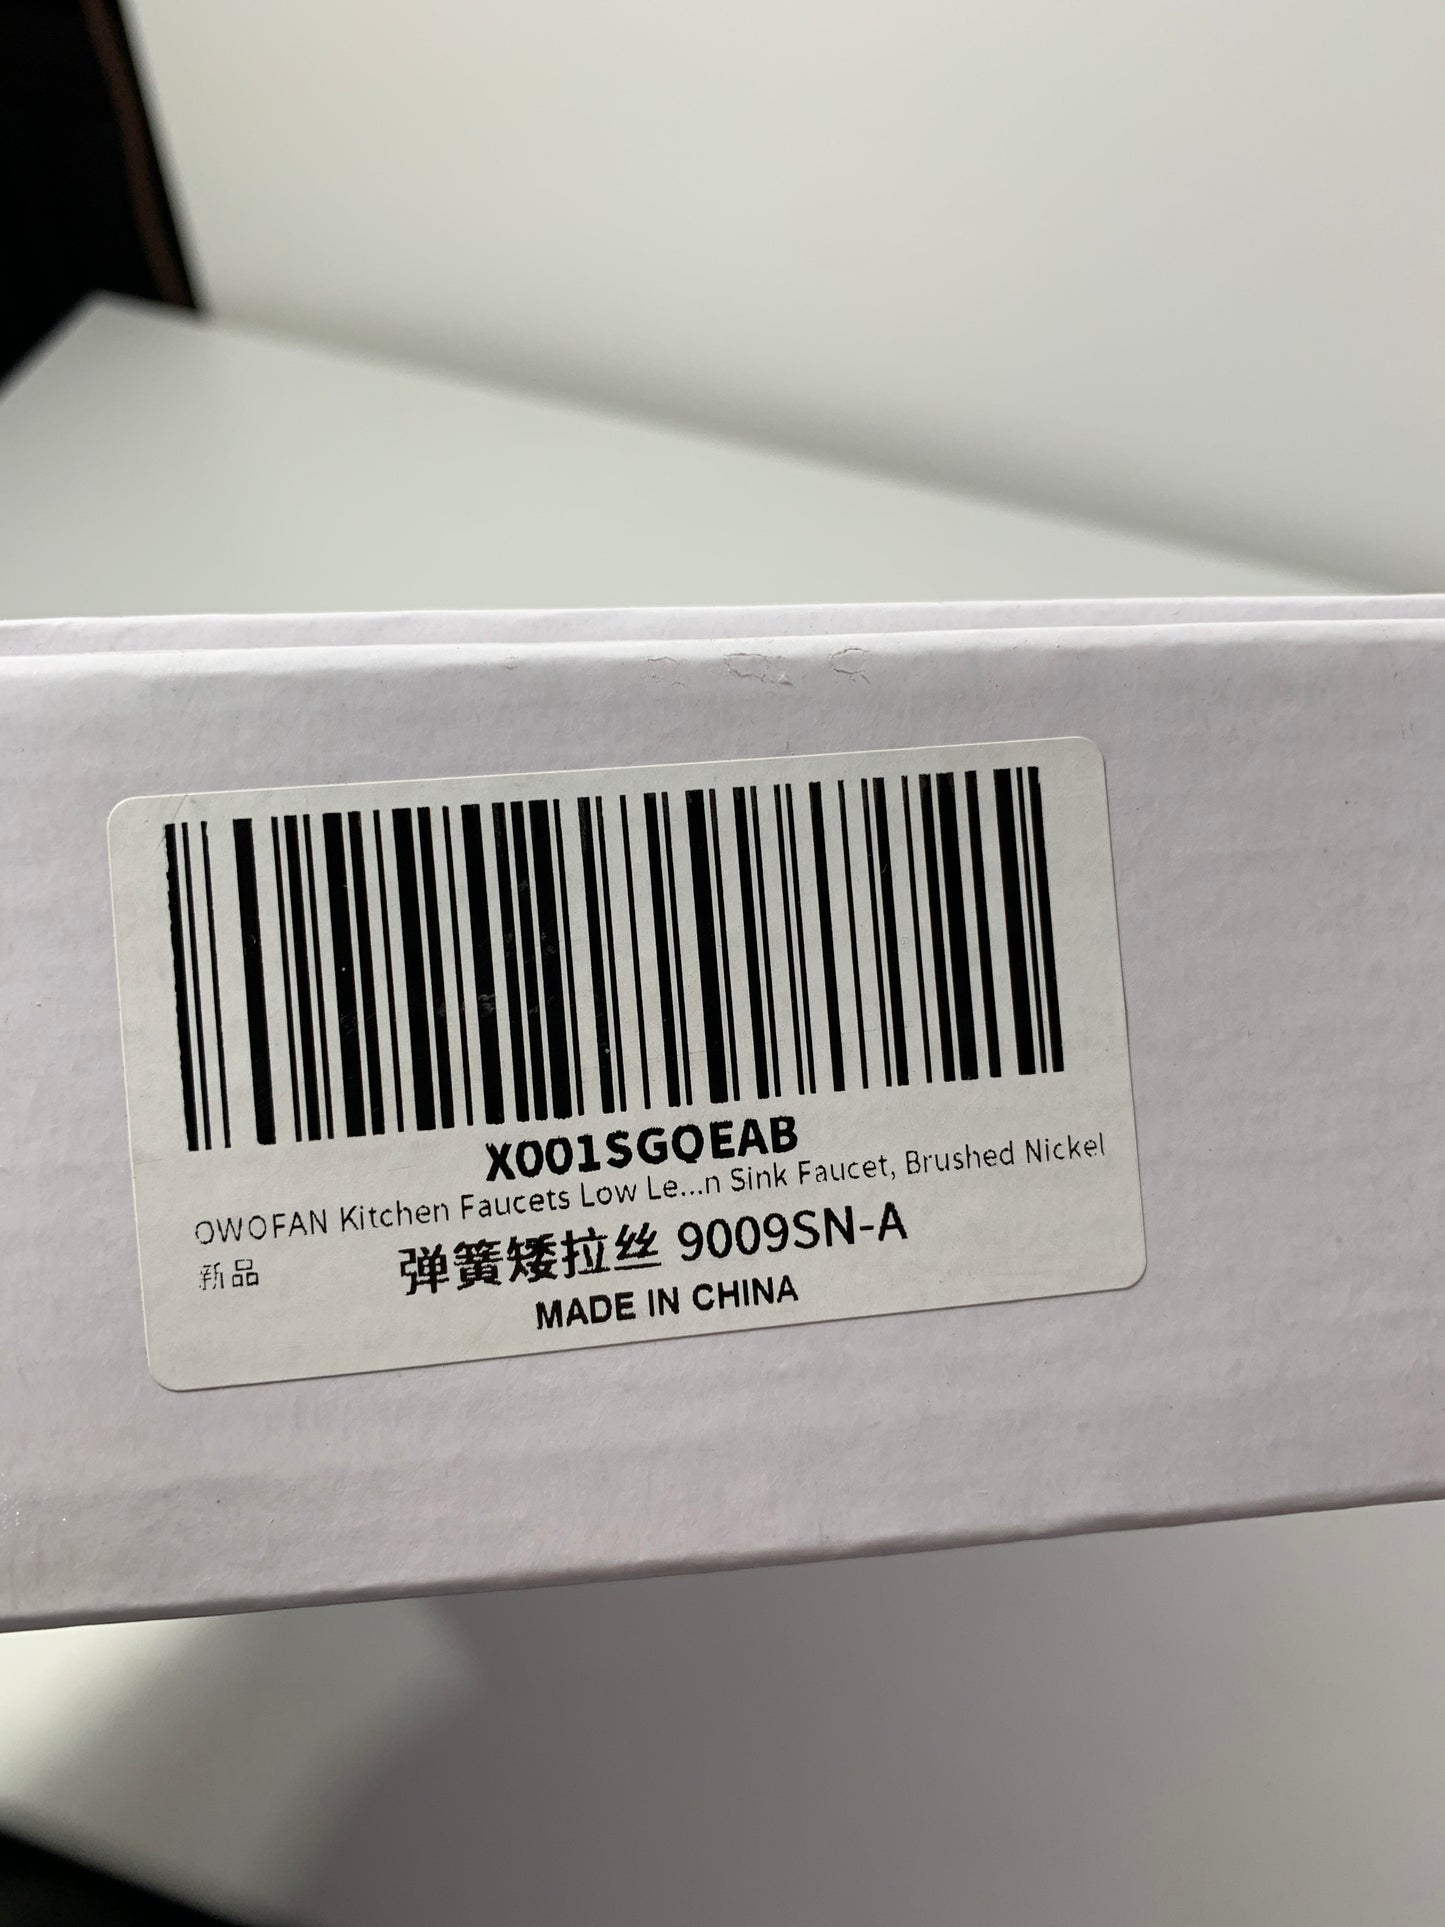 X001SGQEAB
OWOFAN Kitchen Faucets Low Le...n Sink Faucet, Brushed Nickel
新品
弹簧矮拉丝 9009SN-A
MADE IN CHINA